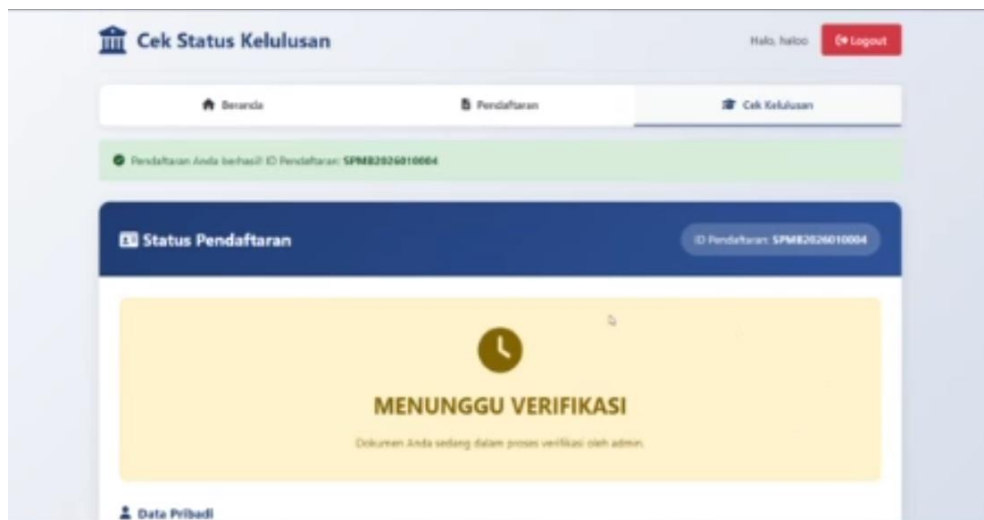 Cek Status Kelulusan
Halo, haloo
Logout
Beranda
Pendaftaran
Cek Kelulusan
Pendaftaran Anda berhasil! ID Pendaftaran: SPMB2026010004
Status Pendaftaran
ID Pendaftaran: SPMB2026010004
MENUNGGU VERIFIKASI
Dokumen Anda sedang dalam proses verifikasi oleh admin.
Data Pribadi